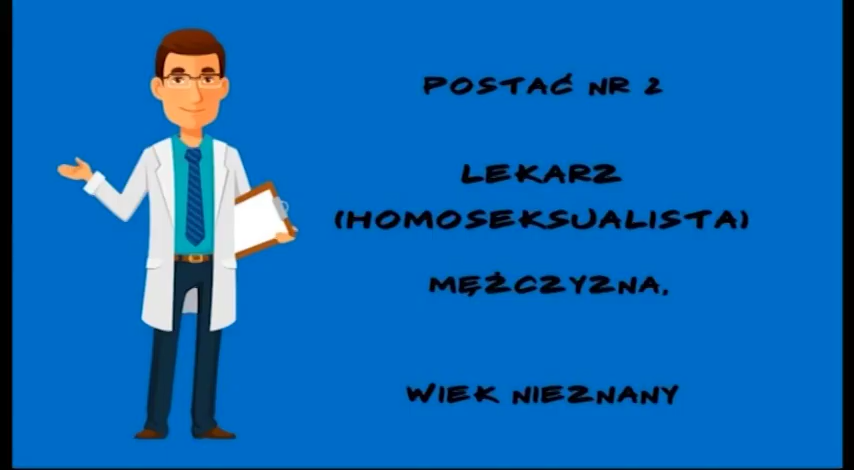 POSTAĆ NR 2
LEKARZ
(HOMOSEKSUALISTA)
MĘŻCZYZNA,
WIEK NIEZNANY